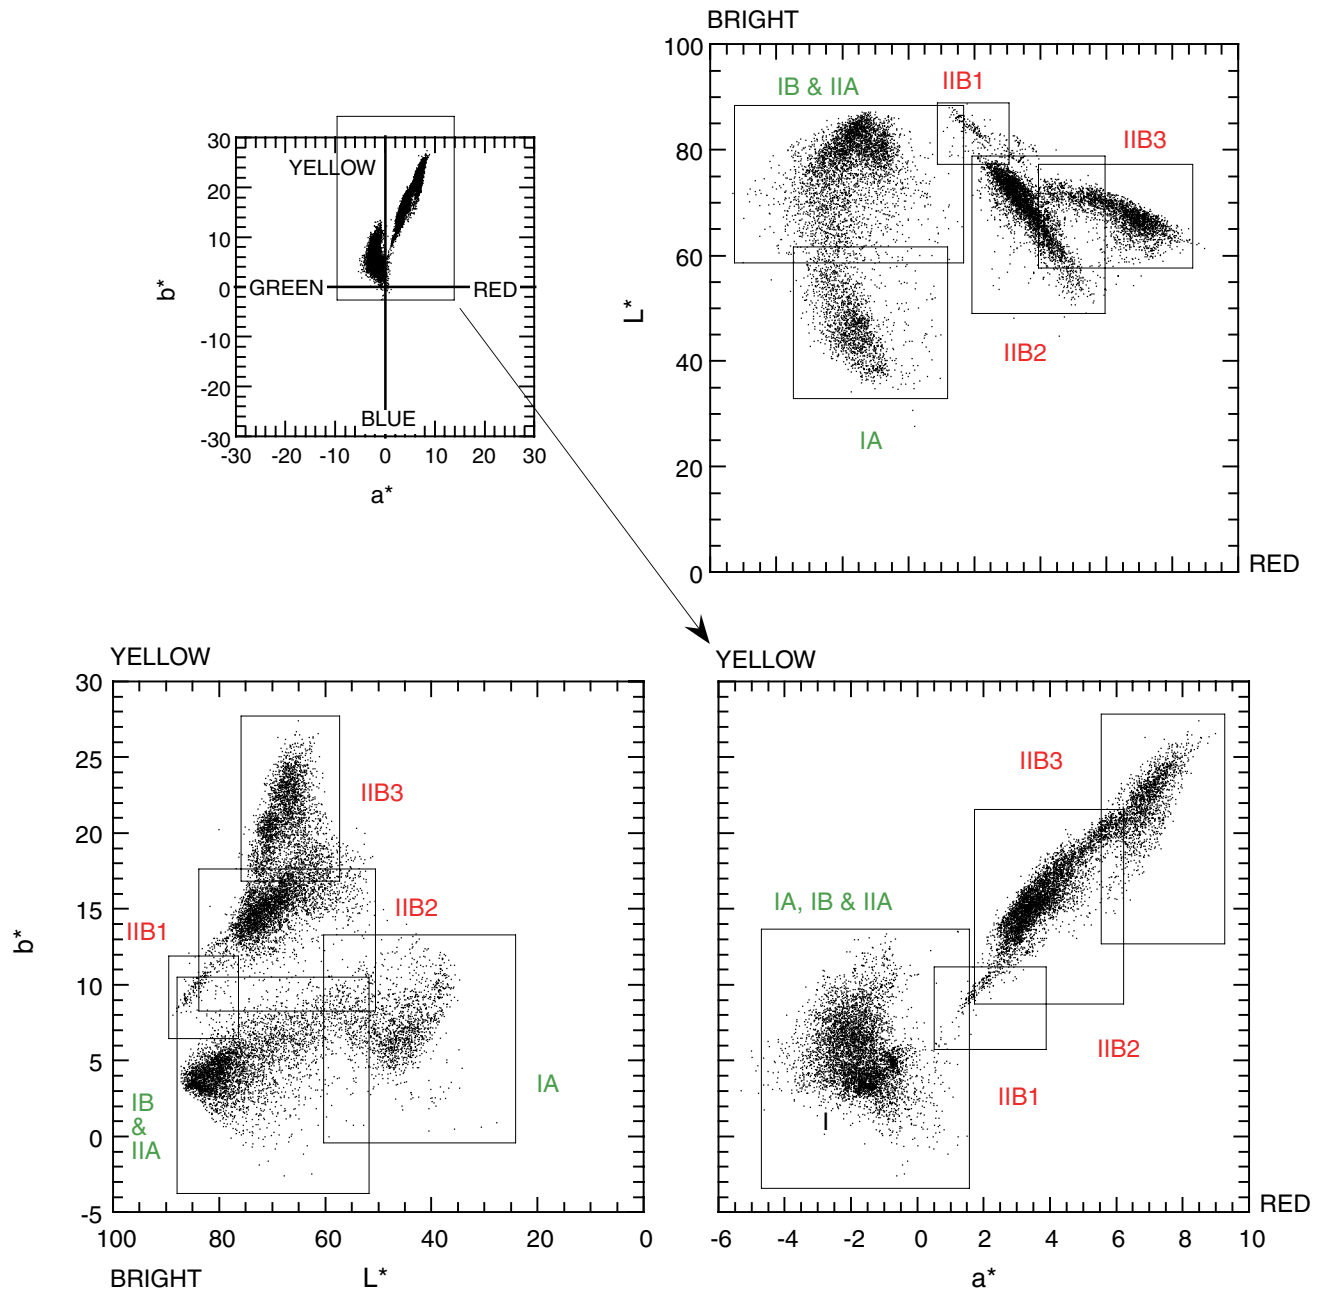 BRIGHT
100
80
60
40
20
0
L*
IB & IIA
IIB1
IIB3
IIB2
IA
RED
30
20
10
0
-10
-20
-30
b*
YELLOW
GREEN
RED
BLUE
-30 -20 -10 0 10 20 30
a*
YELLOW
30
25
20
15
10
5
0
-5
b*
IIB3
IIB2
IIB1
IA
IB
&
IIA
100 80 60 40 20 0
BRIGHT L*
YELLOW
IIB3
IA, IB & IIA
IIB2
IIB1
I
RED
-6 -4 -2 0 2 4 6 8 10
a*